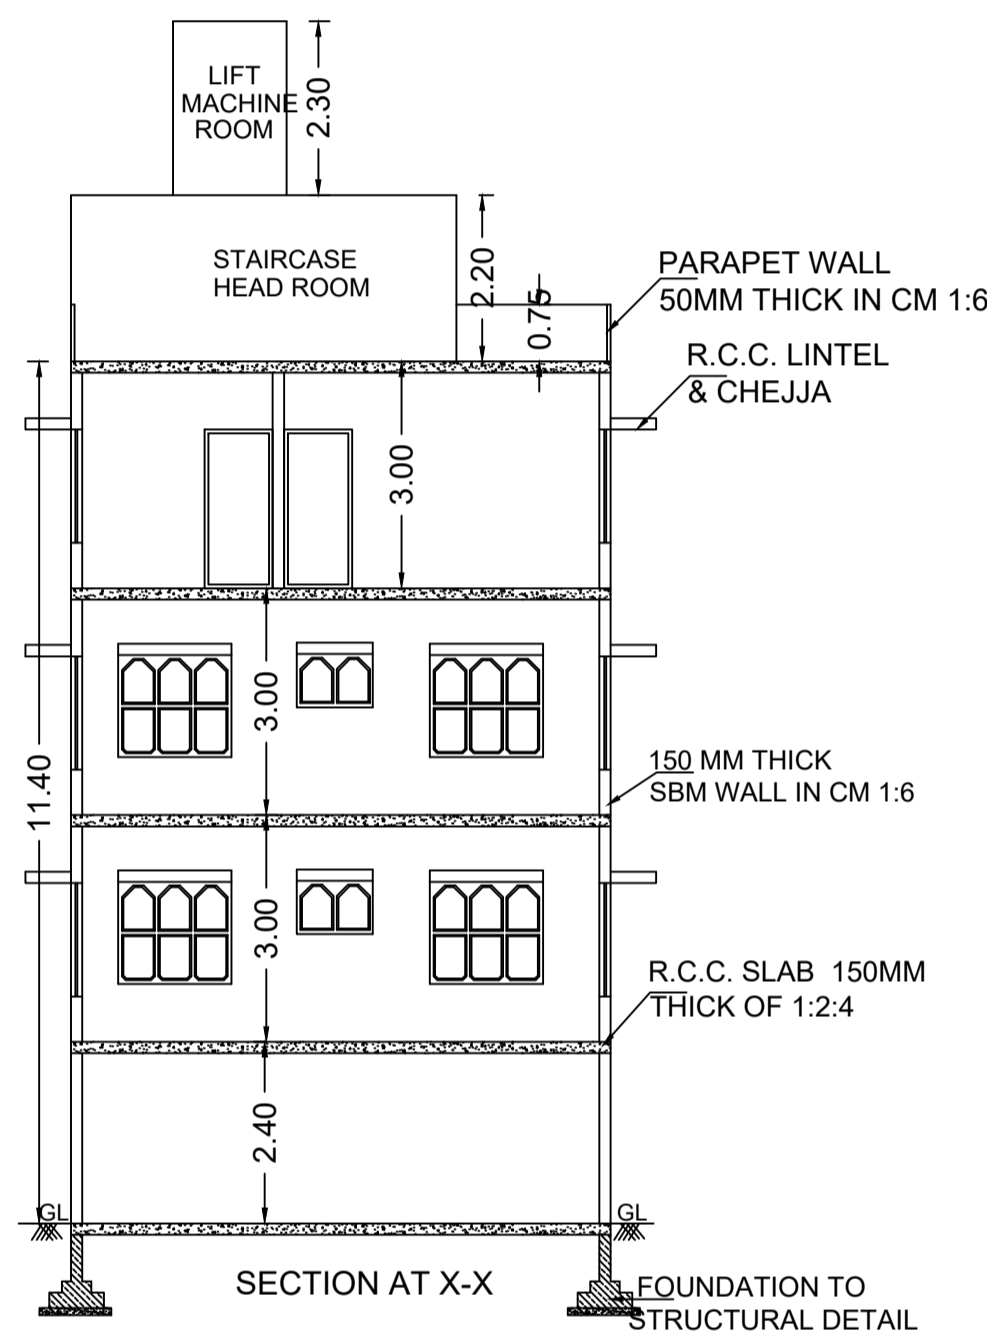 LIFT
MACHINE
ROOM
2.30
STAIRCASE
HEAD ROOM
2.20
0.75
PARAPET WALL
50MM THICK IN CM 1:6
R.C.C. LINTEL
& CHEJJA
3.00
3.00
11.40
150 MM THICK
SBM WALL IN CM 1:6
3.00
R.C.C. SLAB 150MM
THICK OF 1:2:4
2.40
GL
GL
SECTION AT X-X
FOUNDATION TO
STRUCTURAL DETAIL